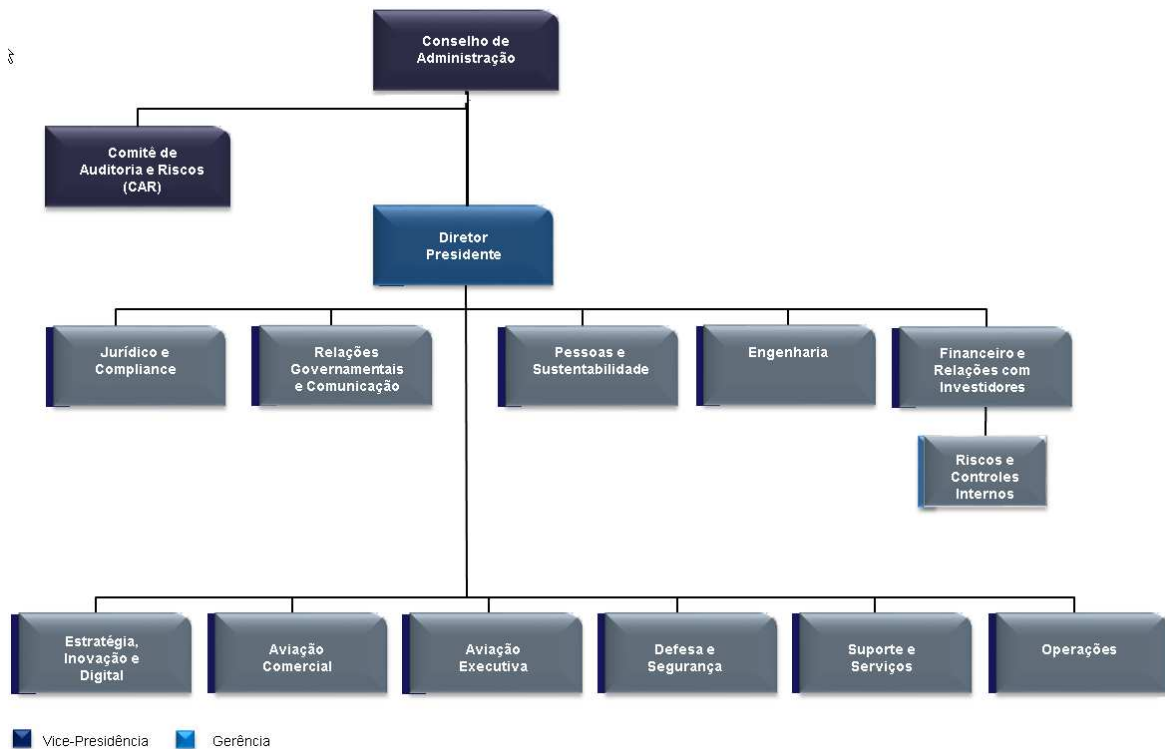 Conselho de
Administração
Comitê de
Auditoria e Riscos
(CAR)
Diretor
Presidente
Jurídico e
Compliance
Relações
Governamentais
e Comunicação
Pessoas e
Sustentabilidade
Engenharia
Financeiro e
Relações com
Investidores
Riscos e
Controles
Internos
Estratégia,
Inovação e
Digital
Aviação
Comercial
Aviação
Executiva
Defesa e
Segurança
Suporte e
Serviços
Operações
Vice-Presidência
Gerência